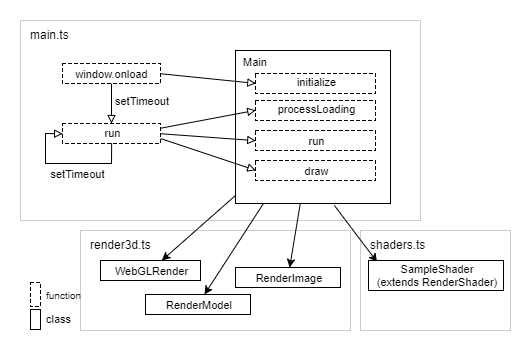 main.ts
window.onload
setTimeout
run
setTimeout
Main
initialize
processLoading
run
draw
render3d.ts
WebGLRender
RenderImage
RenderModel
shaders.ts
SampleShader
(extends RenderShader)
function
class